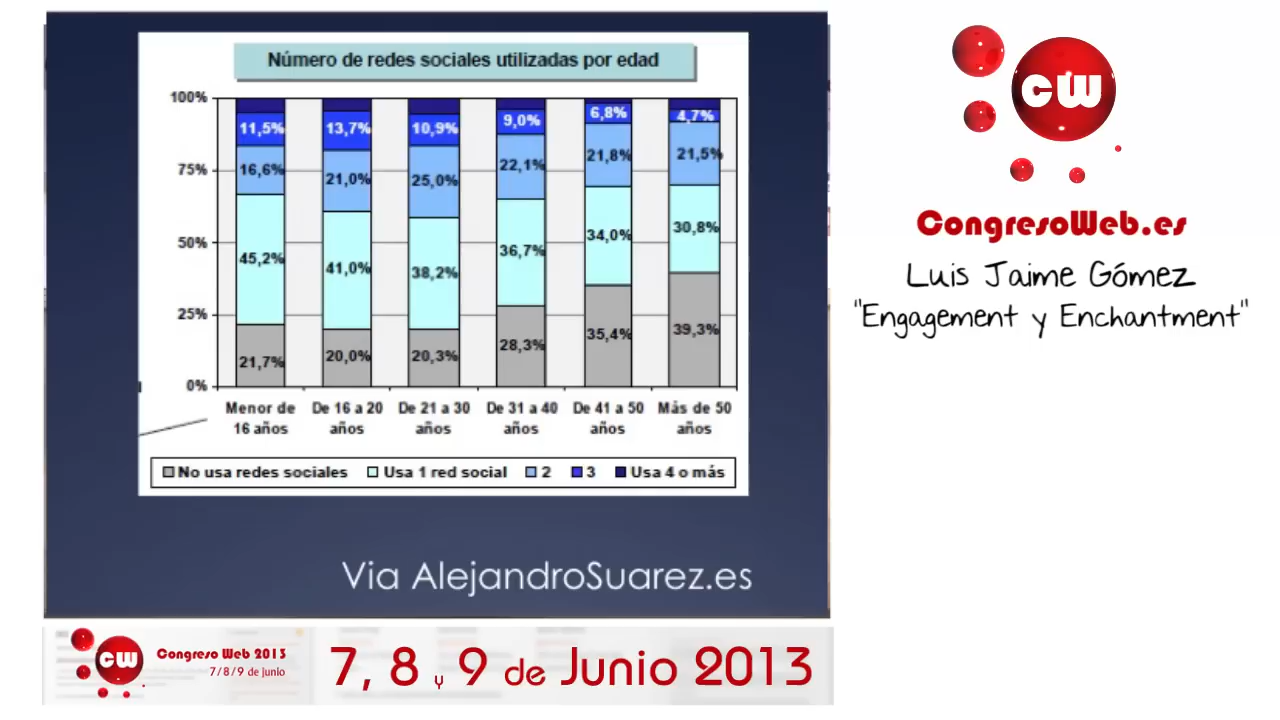 Número de redes sociales utilizadas por edad
100%
75%
50%
25%
0%
11,5%
16,6%
45,2%
21,7%
13,7%
21,0%
41,0%
20,0%
10,9%
25,0%
38,2%
20,3%
9,0%
22,1%
36,7%
28,3%
6,8%
21,8%
34,0%
35,4%
4,7%
21,5%
30,8%
39,3%
Menor de
16 años
De 16 a 20
años
De 21 a 30
años
De 31 a 40
años
De 41 a 50
años
Más de 50
años
No usa redes sociales Usa 1 red social 2 3 Usa 4 o más
Via AlejandroSuarez.es
cw
CongresoWeb.es
Luis Jaime Gómez
"Engagement y Enchantment"
cw
Congreso Web 2013
7/8/9 de junio
7, 8 y 9 de Junio 2013